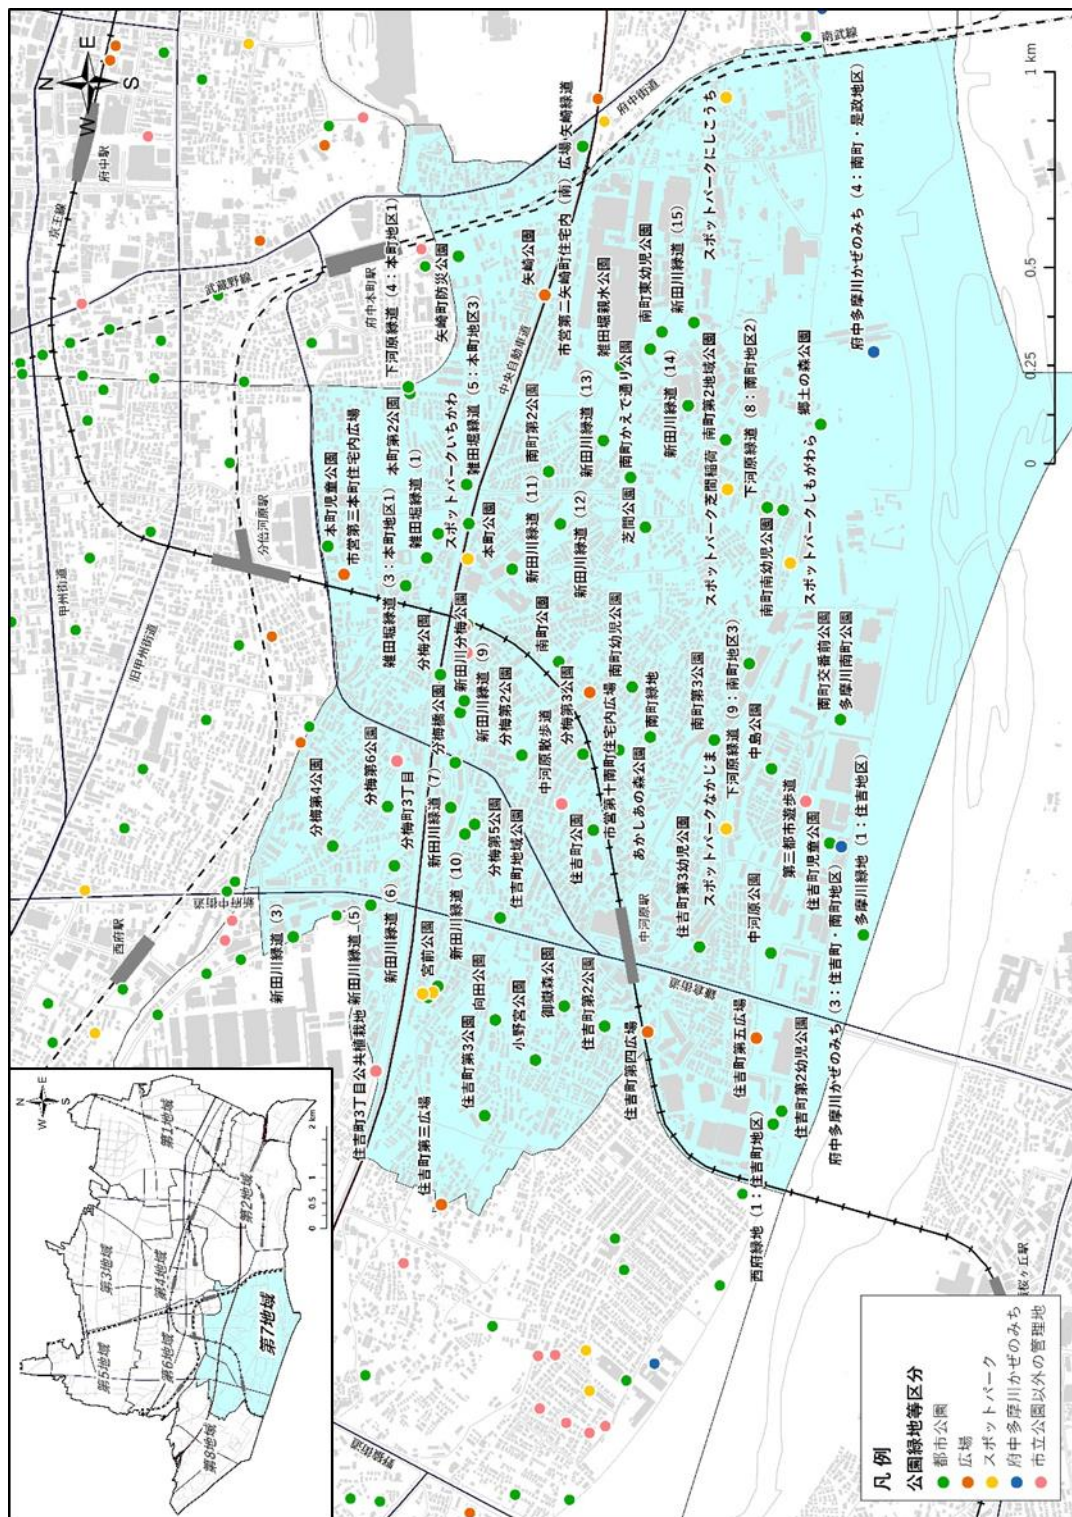 N
E
S
W
府中駅
京王線
甲州街道
旧甲州街道
武蔵野線
府中本町駅
分倍河原駅
西府駅
新府中街道
南武線
府中街道
中央自動車道
中河原駅
鎌倉街道
野猿街道
桜ヶ丘駅
本町児童公園
市営第三本町住宅内広場
下河原緑道（4：本町地区1）
本町第2公園
雑田堀緑道（3：本町地区1）
雑田堀緑道（1）
矢崎町防災公園
スポットパークいちかわ
雑田堀緑道（5：本町地区3）
本町公園
矢崎公園
市営第二矢崎町住宅内（南）広場
矢崎緑道
雑田堀親水公園
南町東幼児公園
新田川緑道（15）
スポットパークにしこうち
新田川緑道（11）
南町第2公園
新田川緑道（12）
新田川緑道（13）
南町かえで通り公園
新田川緑道（14）
芝間公園
スポットパーク芝間稲荷
南町第2地域公園
下河原緑道（8：南町地区2）
郷土の森公園
府中多摩川かぜのみち（4：南町・是政地区）
南町南幼児公園
スポットパークしもがわら
分梅第4公園
分梅第6公園
分梅町3丁目
分梅橋公園
分梅公園
新田川分梅公園
新田川緑道（9）
新田川緑道（7）
分梅第2公園
中河原散歩道
分梅第3公園
南町公園
南町幼児公園
市営第十南町住宅内広場
南町緑地
あかしあの森公園
南町第3公園
住吉町第3幼児公園
スポットパークなかじま
下河原緑道（9：南町地区3）
中島公園
南町交番前公園
多摩川南町公園
第三都市遊歩道
住吉町児童公園
中河原公園
多摩川緑地（1：住吉地区）
府中多摩川かぜのみち（3：住吉町・南町地区）
新田川緑道（3）
新田川緑道（5）
住吉町3丁目公共植栽地
新田川緑道（6）
新田川緑道（10）
宮前公園
分梅第5公園
住吉町地域公園
住吉公園
向田公園
住吉町第3公園
小野宮公園
御嶽森公園
住吉町第2公園
住吉町第三広場
住吉町第四広場
住吉町第五広場
住吉町第2幼児公園
西府緑地（1：住吉町地区）
0
0.25
0.5
1 km
N
E
S
W
第1地域
第2地域
第3地域
第4地域
第5地域
第6地域
第7地域
第8地域
0
0.5
1
2 km
凡例
公園緑地等区分
都市公園
広場
スポットパーク
府中多摩川かぜのみち
市立公園以外の管理地